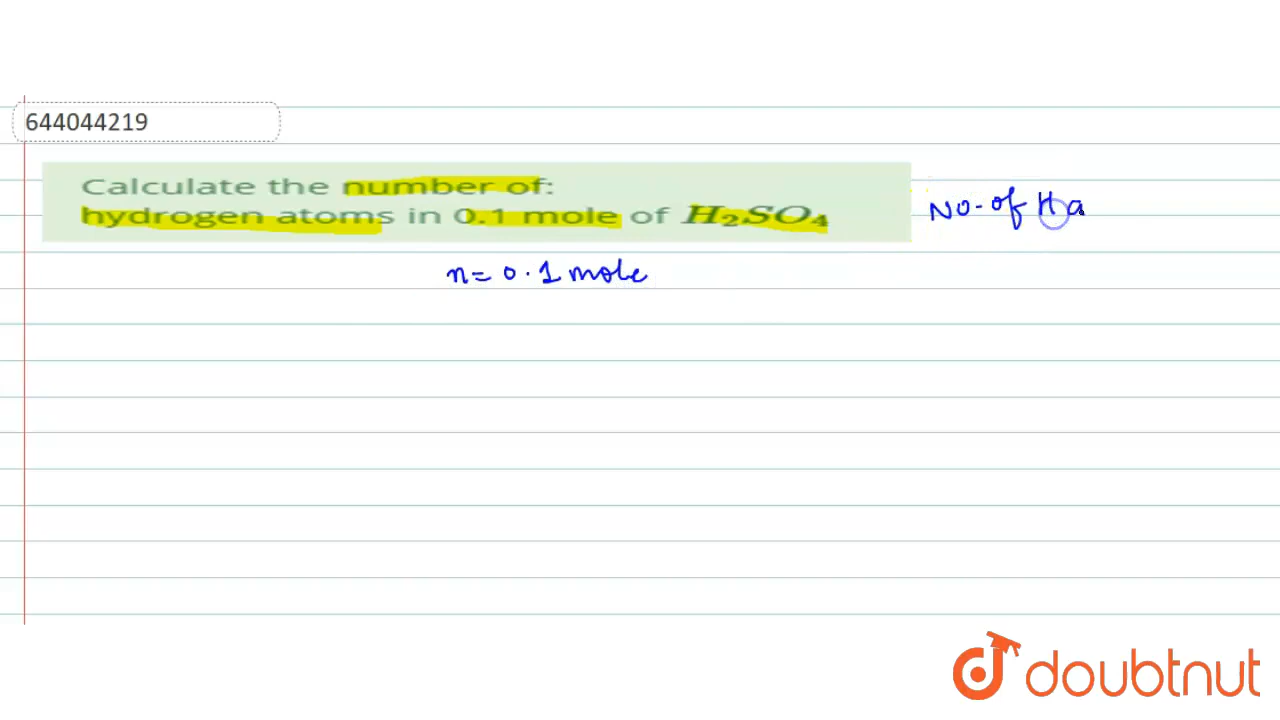 644044219
Calculate the number of:
hydrogen atoms in 0.1 mole of H₂SO₄
No. of H a
n = 0.1 mole
doubtnut